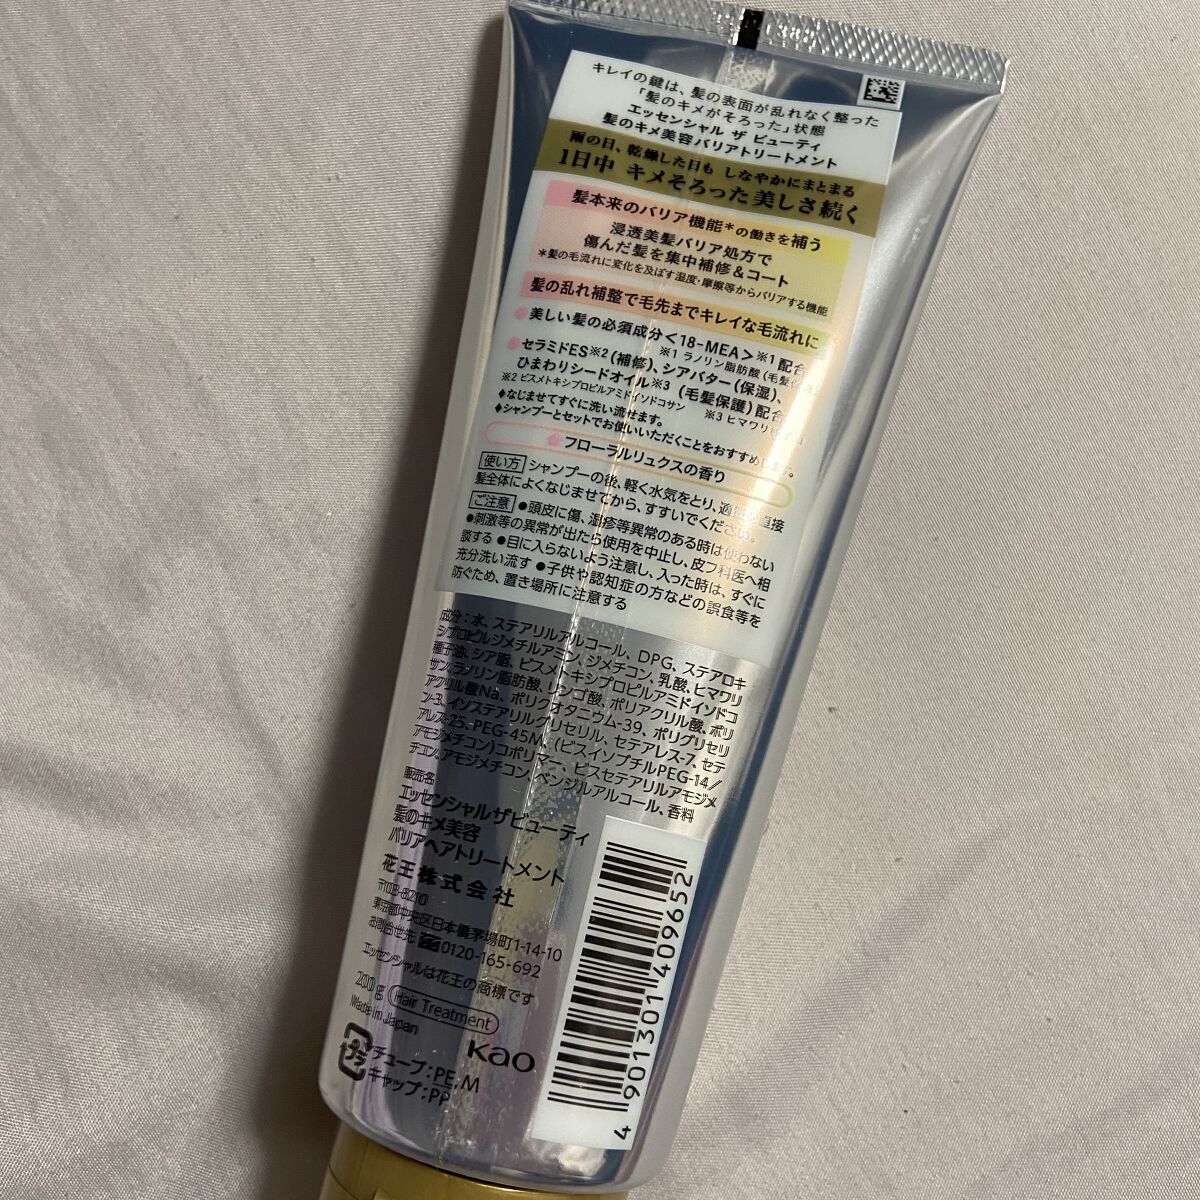 キレイの鍵は、髪の表面が乱れなく整った
「髪のキメがそろった」状態
エッセンシャル ザ ビューティ
髪のキメ美容バリアトリートメント
雨の日、乾燥した日も しなやかにまとまる
1日中 キメそろった 美しさ続く
髪本来のバリア機能*の働きを補う
浸透美髪バリア処方で
傷んだ髪を集中補修&コート
*髪の毛流れに変化を及ぼす湿度・摩擦等からバリアする機能
髪の乱れ補整で毛先までキレイな毛流れに
美しい髪の必須成分<18-MEA>※1配合
※1 ラノリン脂肪酸(毛髪
セラミドES※2(補修)、シアバター(保湿)、
ひまわりシードオイル※3 (毛髪保護)配合
※2 ビスメトキシプロピルアミドイソドコサン ※3 ヒマワリ
♦なじませてすぐに洗い流せます。
♦シャンプーとセットでお使いいただくことをおすすめします。
フローラルリュクスの香り
使い方 シャンプーの後、軽く水気をとり、適量を直接
髪全体によくなじませてから、すすいでください。
ご注意 ●頭皮に傷、湿疹等異常のある時は使わない
●刺激等の異常が出たら使用を中止し、皮フ科医へ相
談する ●目に入らないよう注意し、入った時は、すぐに
充分洗い流す ●子供や認知症の方などの誤食等を
防ぐため、置き場所に注意する
成分:水、ステアリルアルコール、DPG、ステアロキ
シプロピルジメチルアミン、ジメチコン、乳酸、ヒマワリ
種子油、シア脂、ビスメトキシプロピルアミドイソドコ
サン、ラノリン脂肪酸、リンゴ酸、ポリアクリル酸、ポリ
アクリル酸Na、ポリクオタニウム-39、ポリグリセリ
ン-3、イソステアリルグリセリル、セテアレス-7、セテ
アレス-25、PEG-45M、(ビスイソブチルPEG-14/
アモジメチコン)コポリマー、ビスセテアリルアモジメ
チコン、アモジメチコン、ベンジルアルコール、香料
販売名
エッセンシャルザビューティ
髪のキメ美容
バリアヘアトリートメント
花王株式会社
〒103-8210
東京都中央区日本橋茅場町1-14-10
お問合せ先 0120-165-692
エッセンシャルは花王の商標です
200g Hair Treatment
Made in Japan
Kao
プラ チューブ:PE,M
キャップ:PP
4 901301 409652